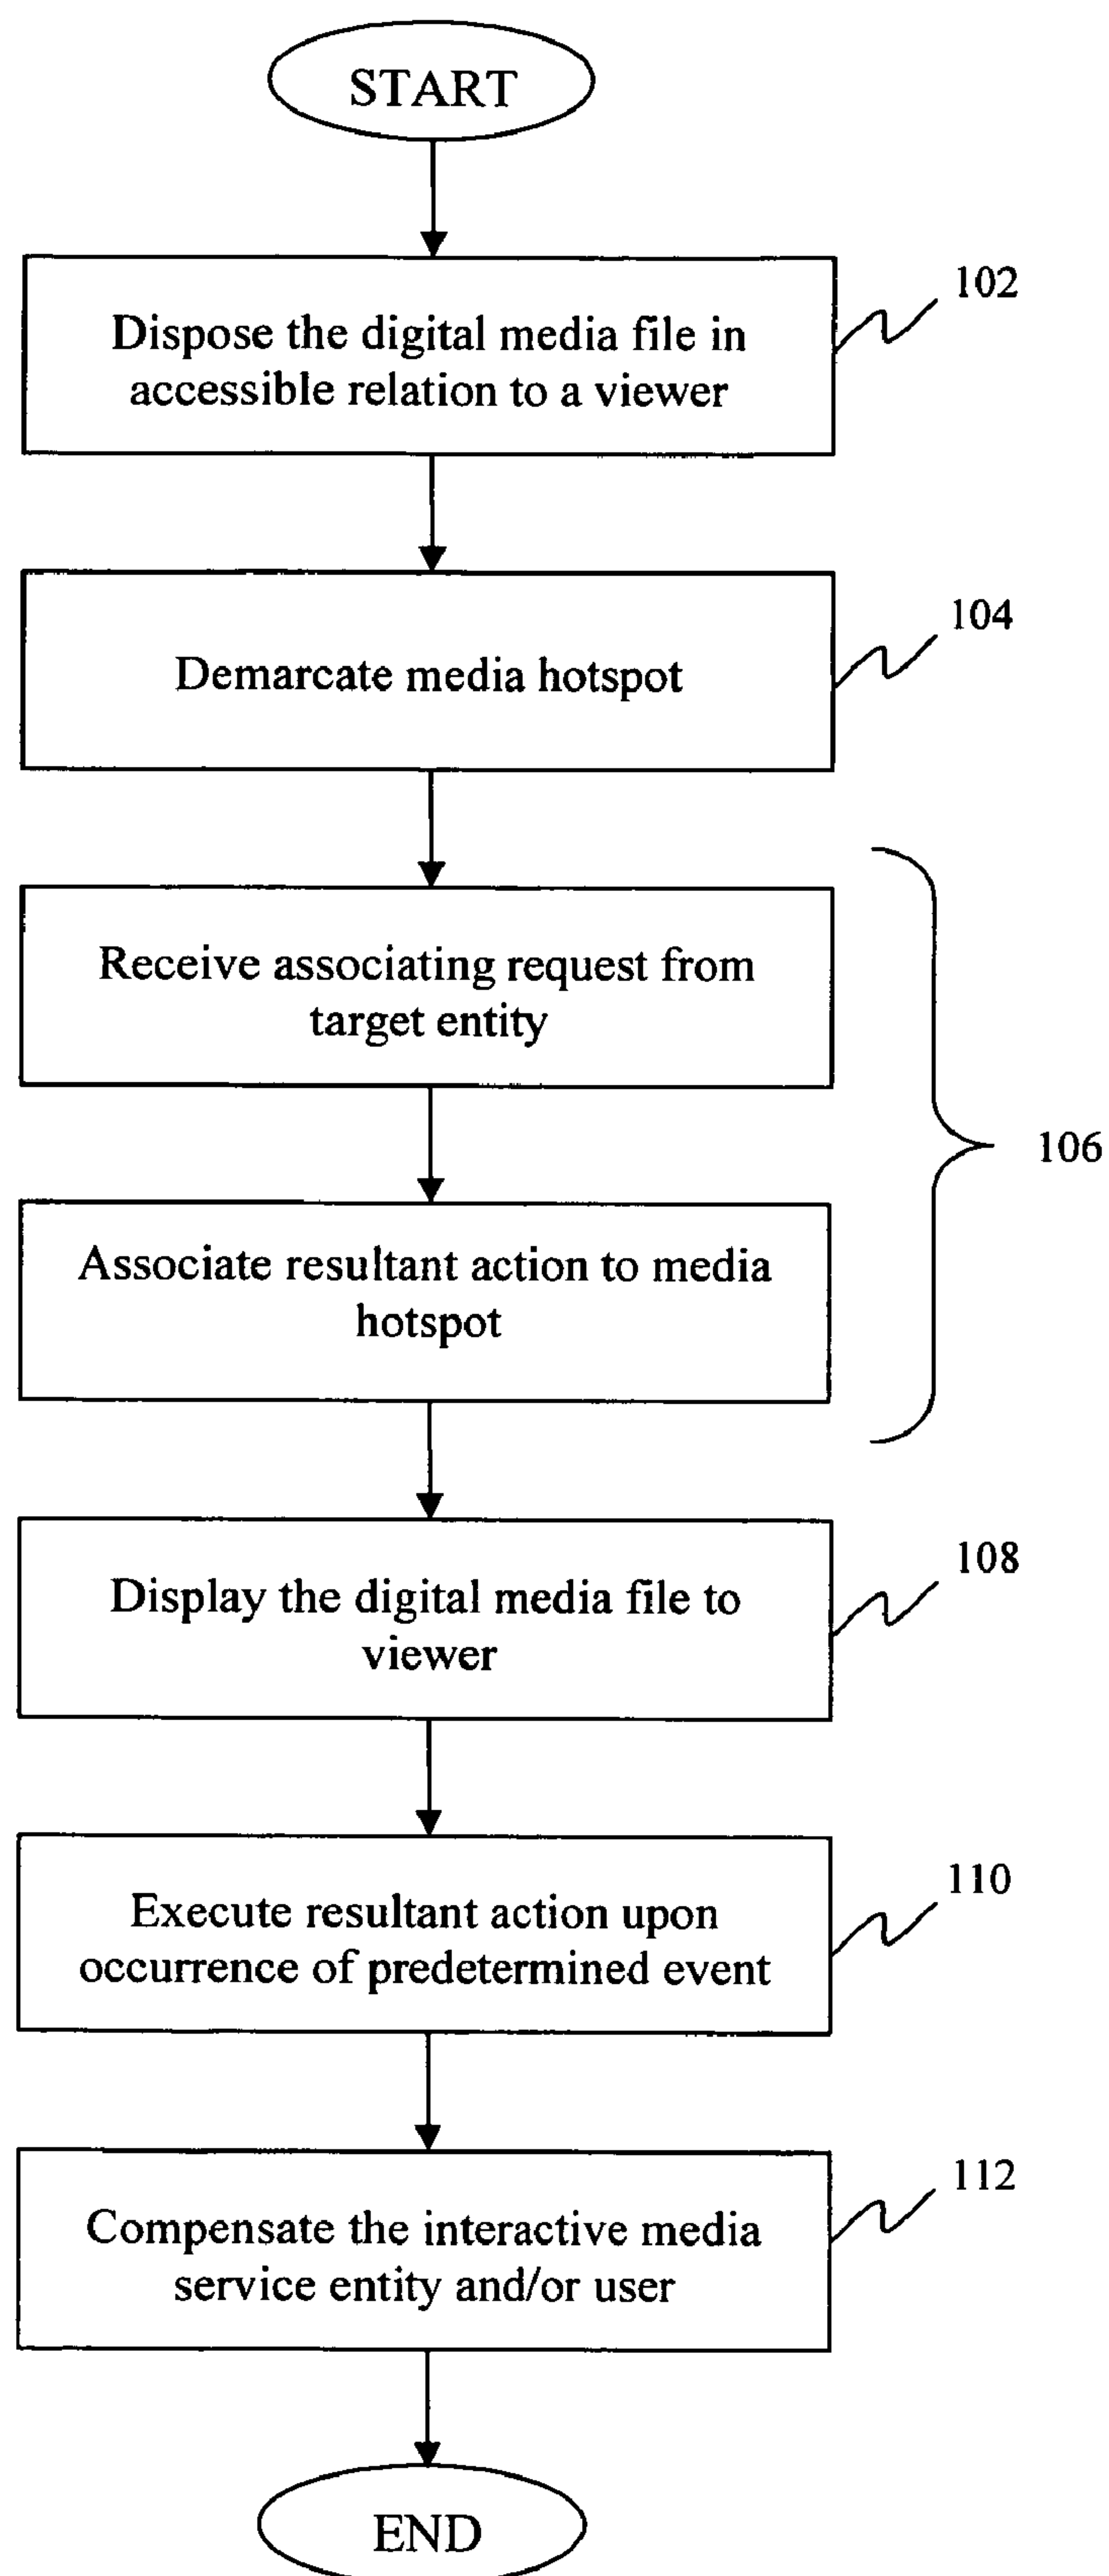 START
102
Dispose the digital media file in
accessible relation to a viewer
104
Demarcate media hotspot
Receive associating request from
target entity
106
Associate resultant action to media
hotspot
108
Display the digital media file to
viewer
110
Execute resultant action upon
occurrence of predetermined event
112
Compensate the interactive media
service entity and/or user
END